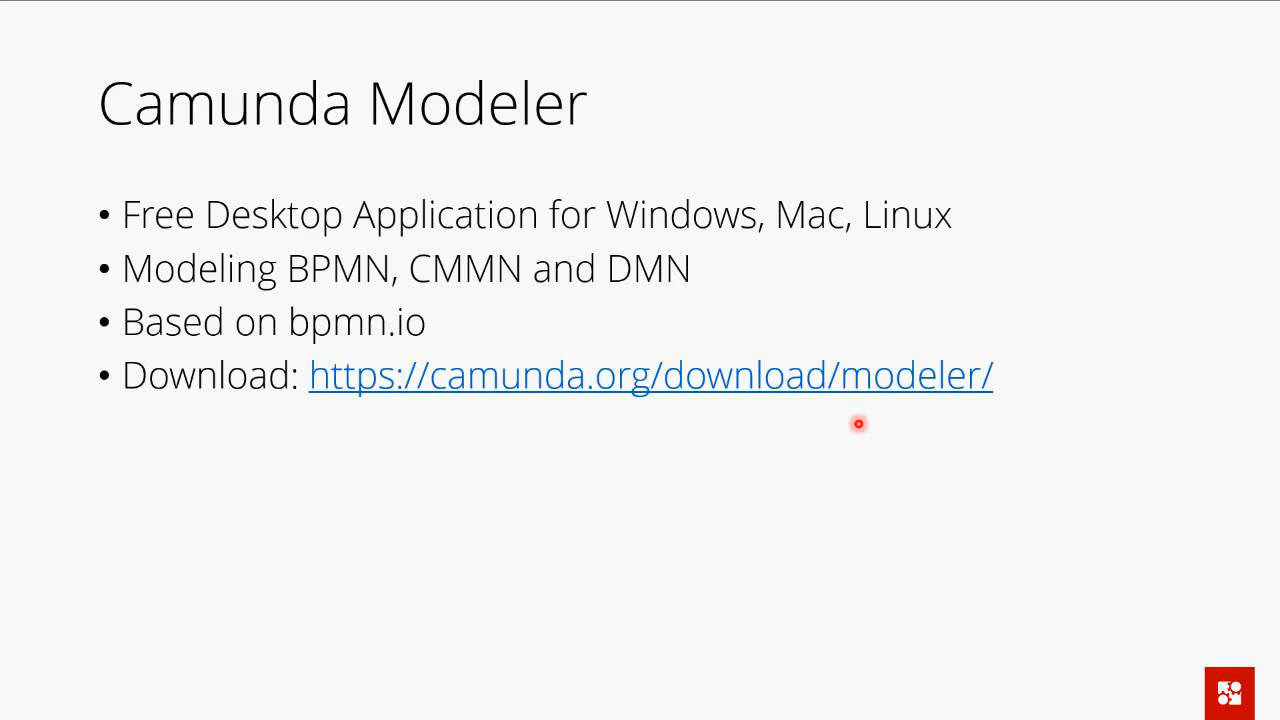 Camunda Modeler
• Free Desktop Application for Windows, Mac, Linux
• Modeling BPMN, CMMN and DMN
• Based on bpmn.io
• Download: https://camunda.org/download/modeler/